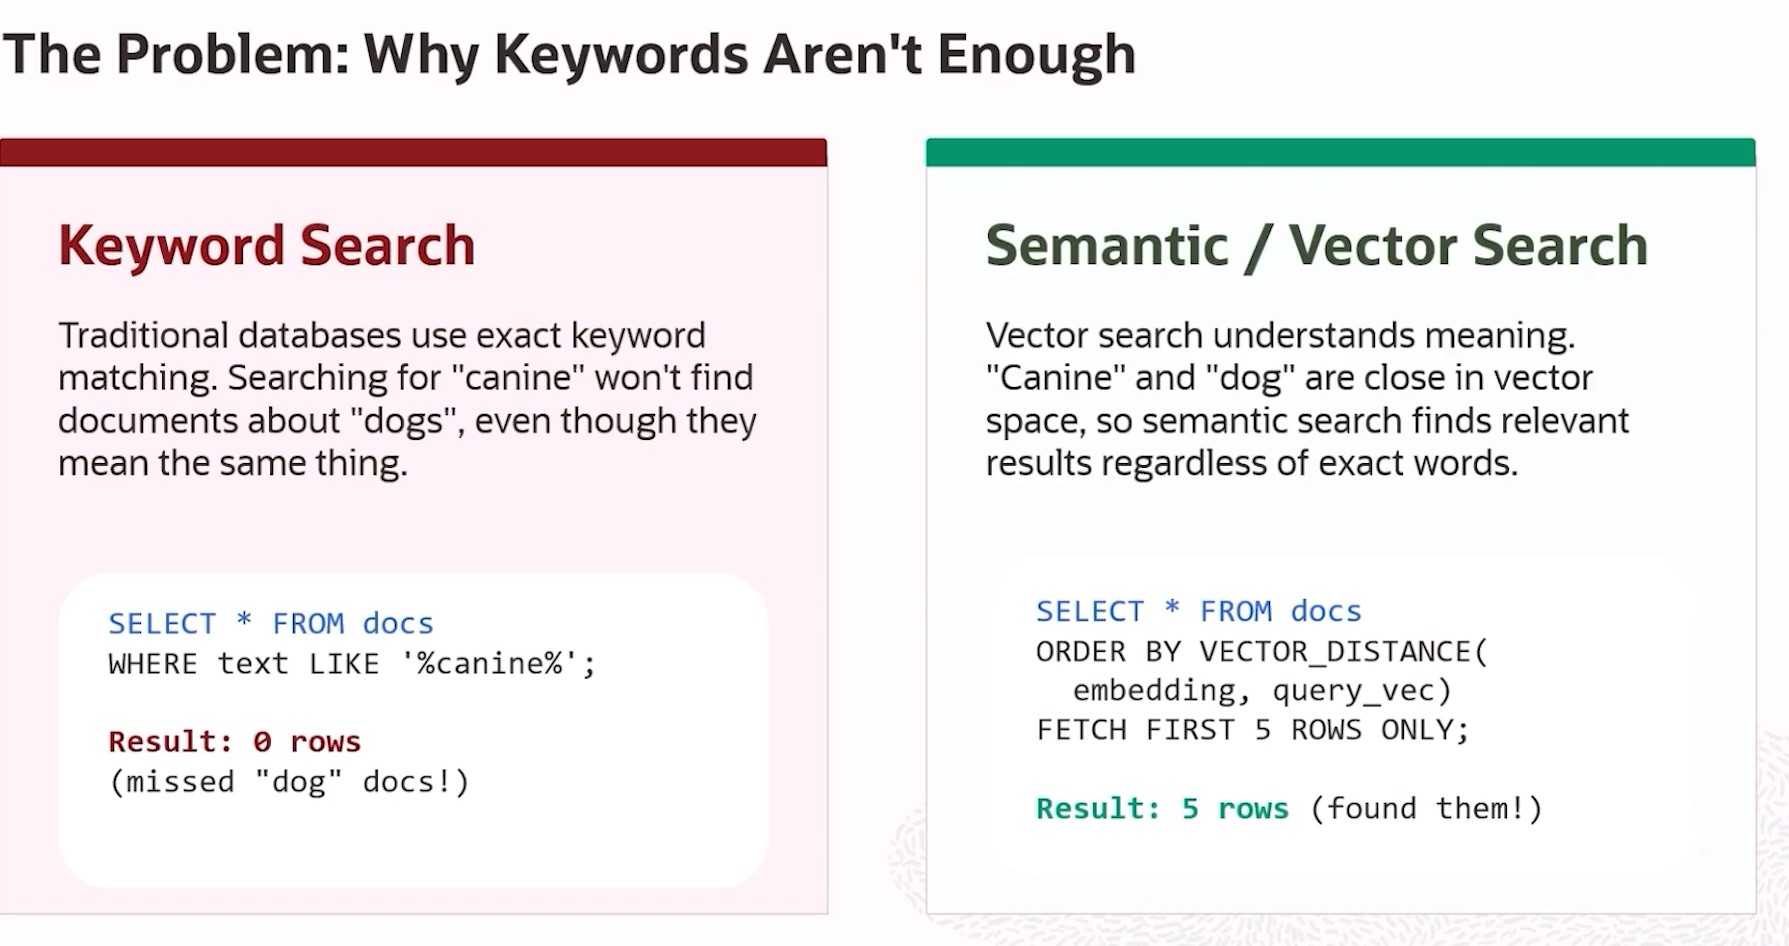 The Problem: Why Keywords Aren't Enough
Keyword Search
Traditional databases use exact keyword
matching. Searching for "canine" won't find
documents about "dogs", even though they
mean the same thing.
SELECT * FROM docs
WHERE text LIKE '%canine%';
Result: 0 rows
(missed "dog" docs!)
Semantic / Vector Search
Vector search understands meaning.
"Canine" and "dog" are close in vector
space, so semantic search finds relevant
results regardless of exact words.
SELECT * FROM docs
ORDER BY VECTOR_DISTANCE(
  embedding, query_vec)
FETCH FIRST 5 ROWS ONLY;
Result: 5 rows (found them!)